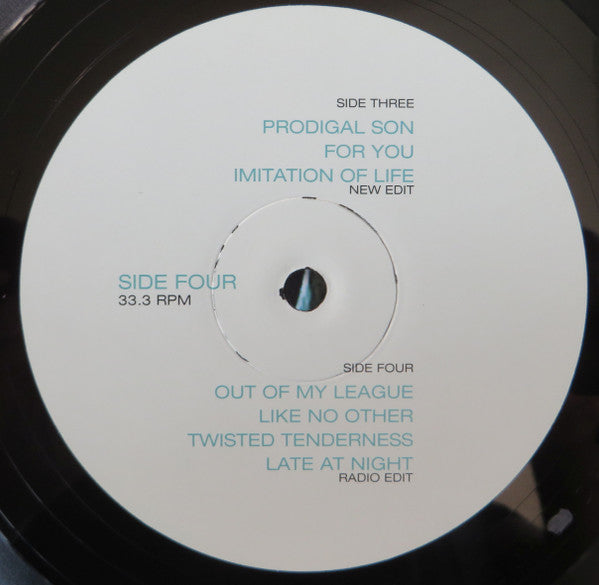 SIDE THREE
PRODIGAL SON
FOR YOU
IMITATION OF LIFE
NEW EDIT
SIDE FOUR
33.3 RPM
SIDE FOUR
OUT OF MY LEAGUE
LIKE NO OTHER
TWISTED TENDERNESS
LATE AT NIGHT
RADIO EDIT